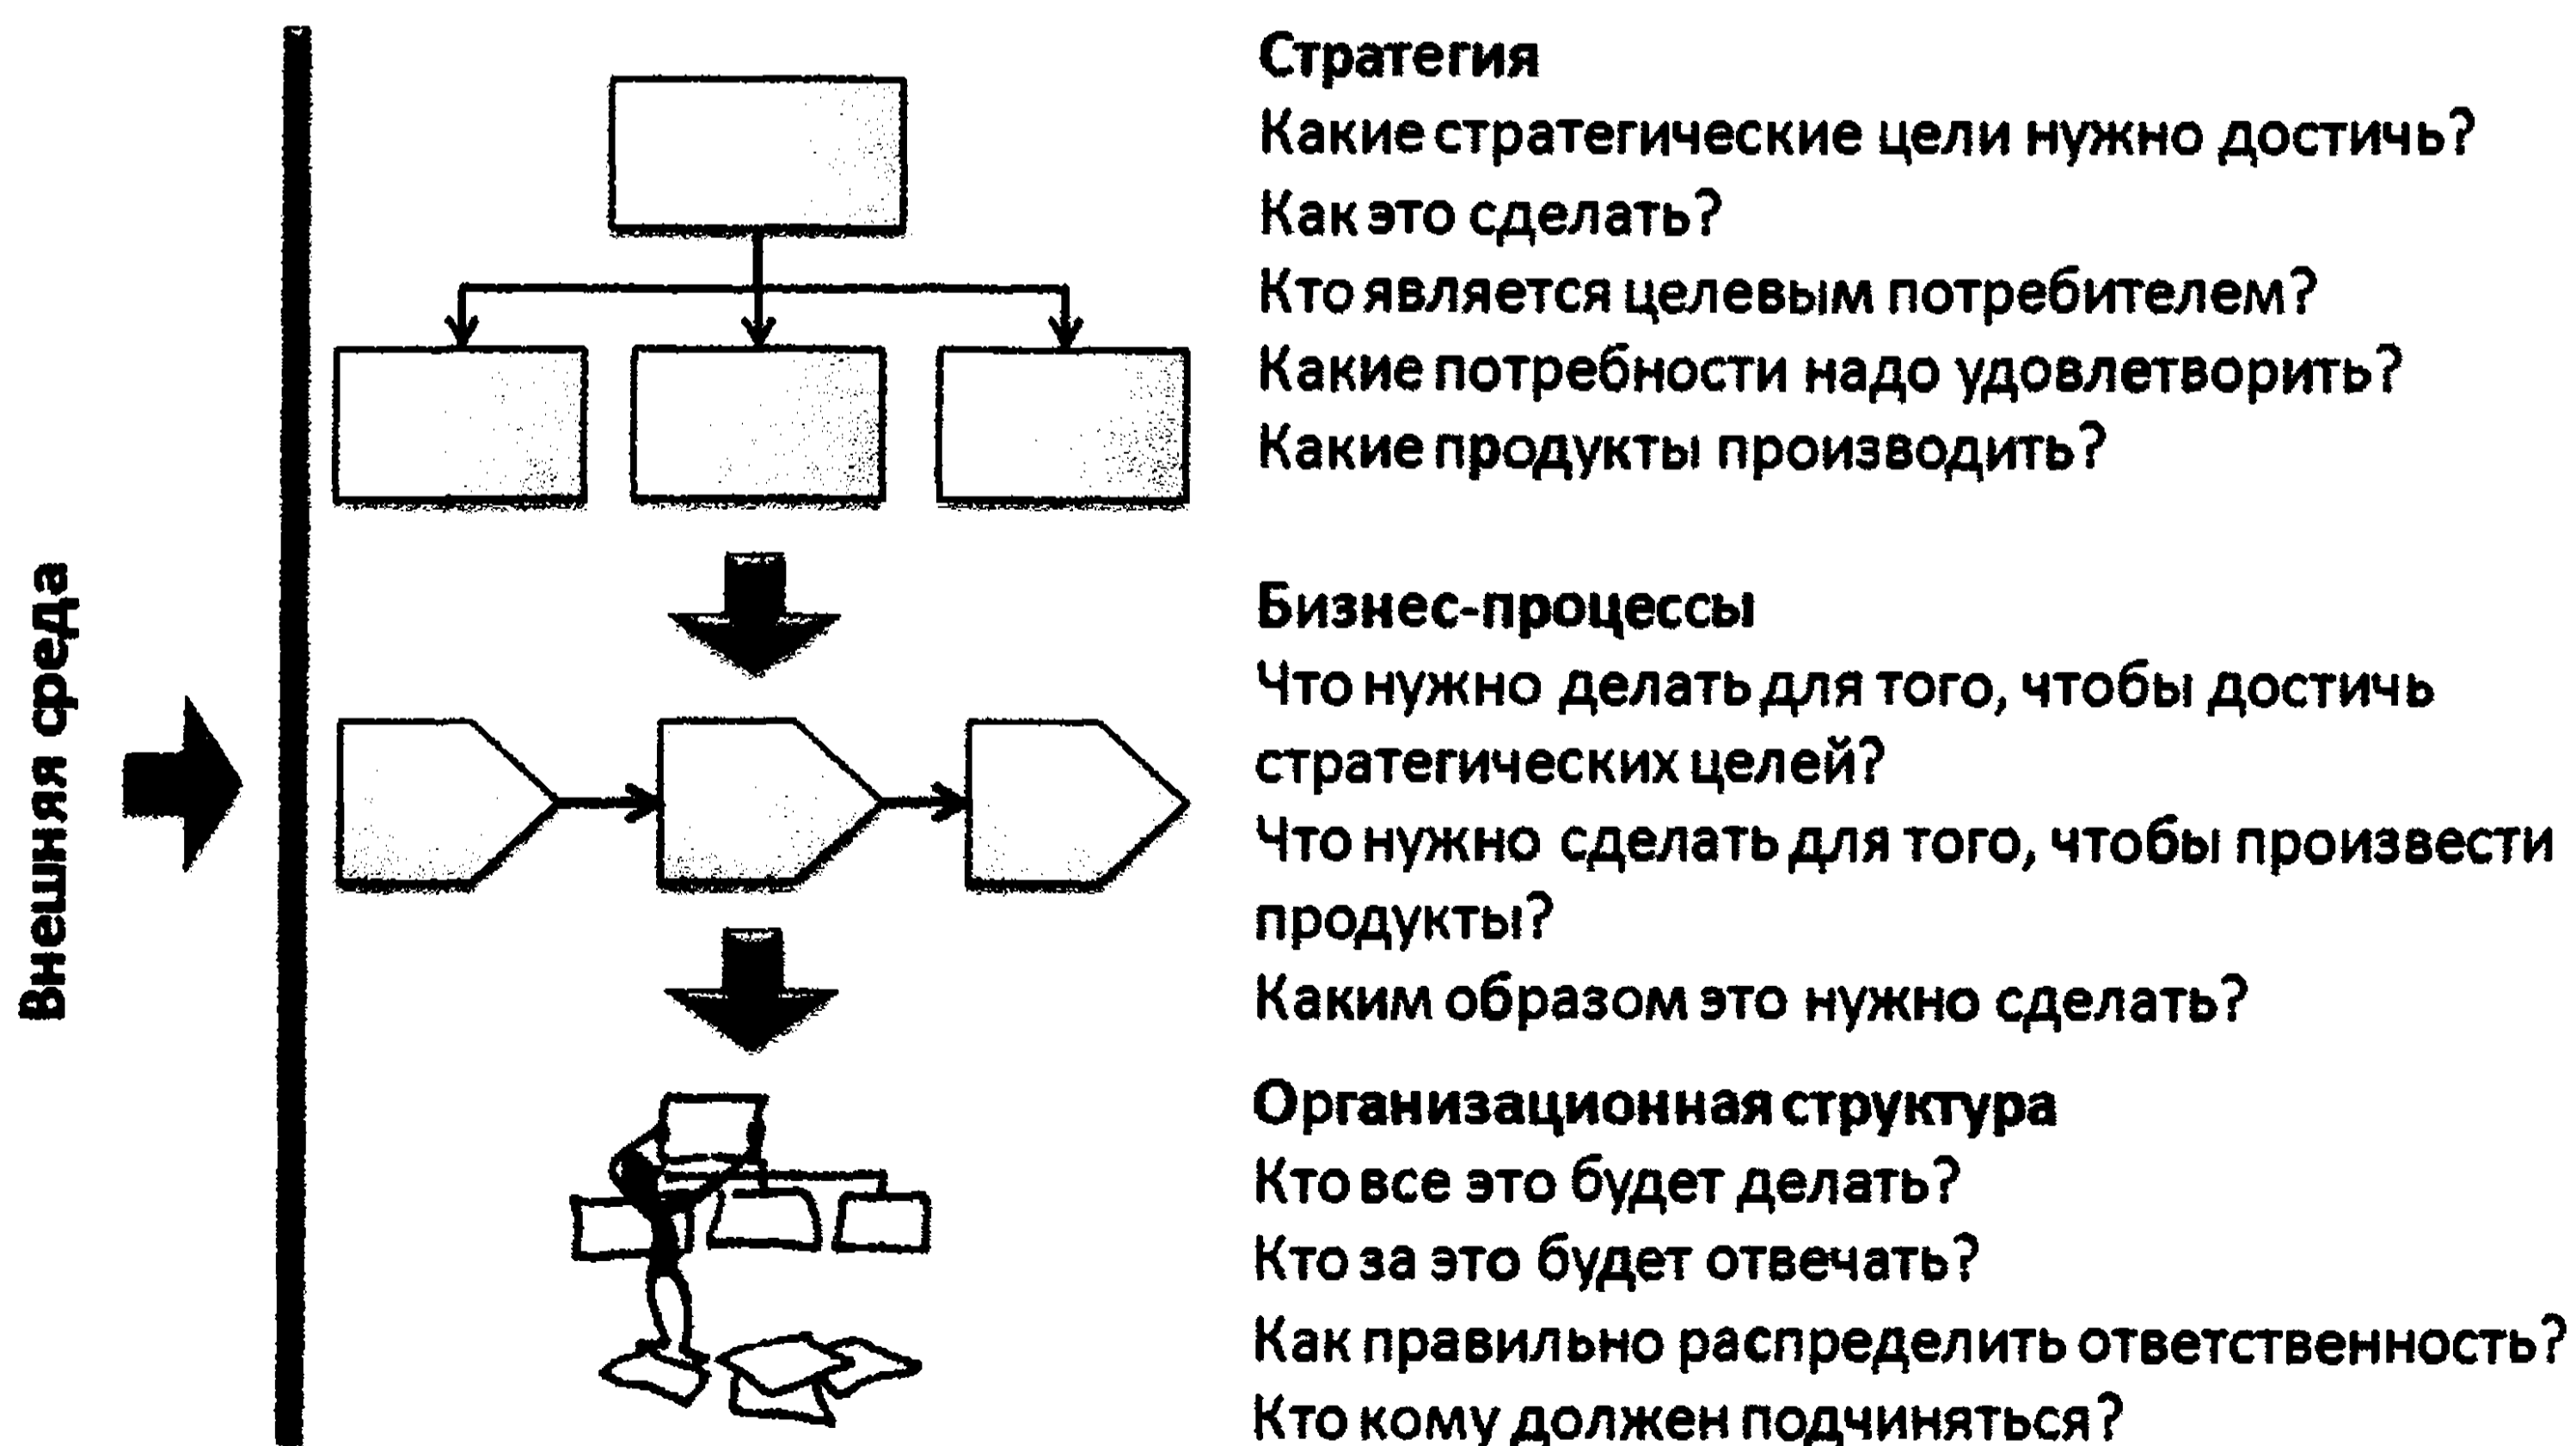 Внешняя среда
Стратегия
Какие стратегические цели нужно достичь?
Как это сделать?
Кто является целевым потребителем?
Какие потребности надо удовлетворить?
Какие продукты производить?
Бизнес-процессы
Что нужно делать для того, чтобы достичь
стратегических целей?
Что нужно сделать для того, чтобы произвести
продукты?
Каким образом это нужно сделать?
Организационная структура
Кто все это будет делать?
Кто за это будет отвечать?
Как правильно распределить ответственность?
Кто кому должен подчиняться?